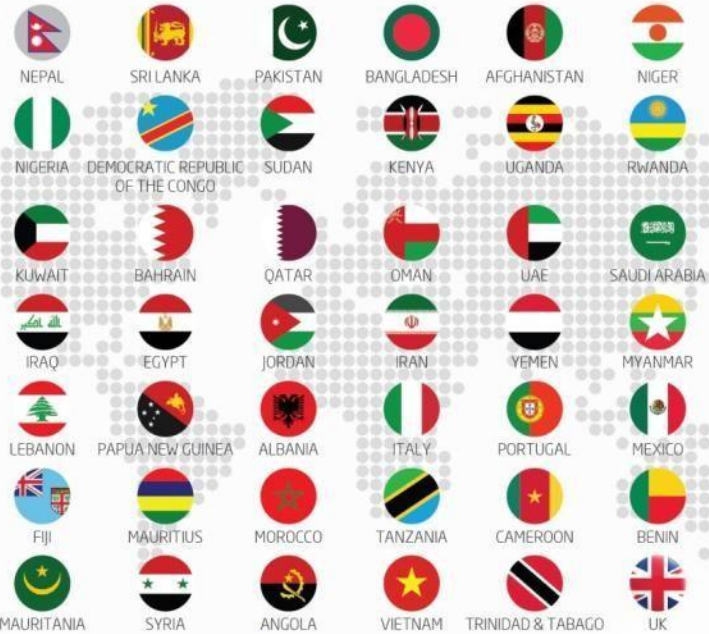 NEPAL SRI LANKA PAKISTAN BANGLADESH AFGHANISTAN NIGER
NIGERIA DEMOCRATIC REPUBLIC OF THE CONGO SUDAN KENYA UGANDA RWANDA
KUWAIT BAHRAIN QATAR OMAN UAE SAUDI ARABIA
IRAQ EGYPT JORDAN IRAN YEMEN MYANMAR
LEBANON PAPUA NEW GUINEA ALBANIA ITALY PORTUGAL MEXICO
FIJI MAURITIUS MOROCCO TANZANIA CAMEROON BENIN
MAURITANIA SYRIA ANGOLA VIETNAM TRINIDAD & TABAGO UK